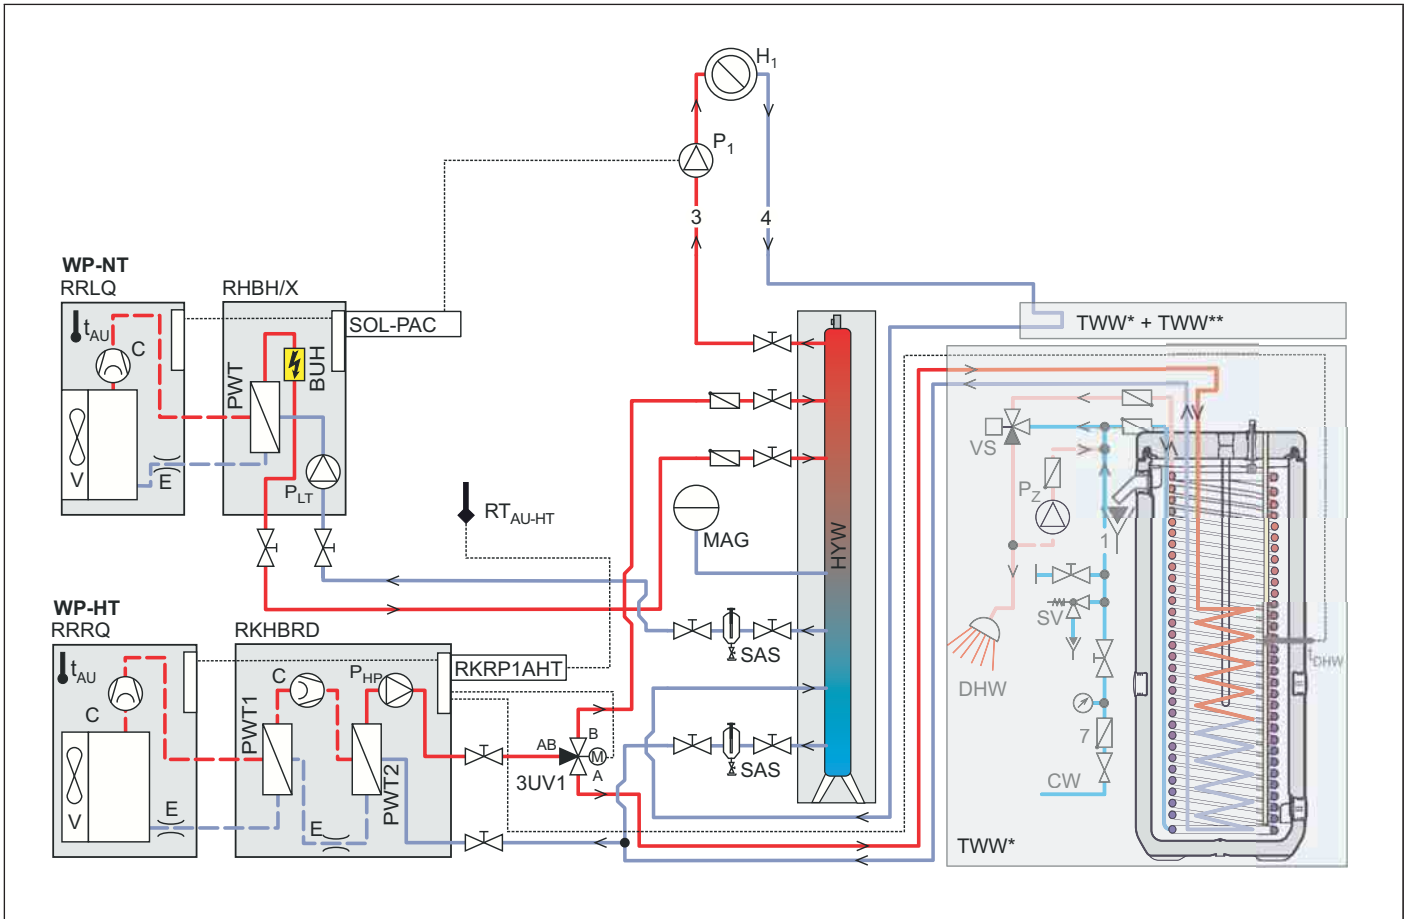 H1
P1
3
4
WP-NT
RRLQ
RHBH/X
SOL-PAC
tAU
C
PWT
BUH
V
E
PLT
TWW* + TWW**
VS
PZ
1
RTAU-HT
MAG
HYW
WP-HT
RRRQ
RKHBRD
RKRP1AHT
tAU
C
C
PHP
PWT1
PWT2
V
E
E
AB
B
M
A
3UV1
SAS
SAS
SV
DHW
tDHW
7
CW
TWW*